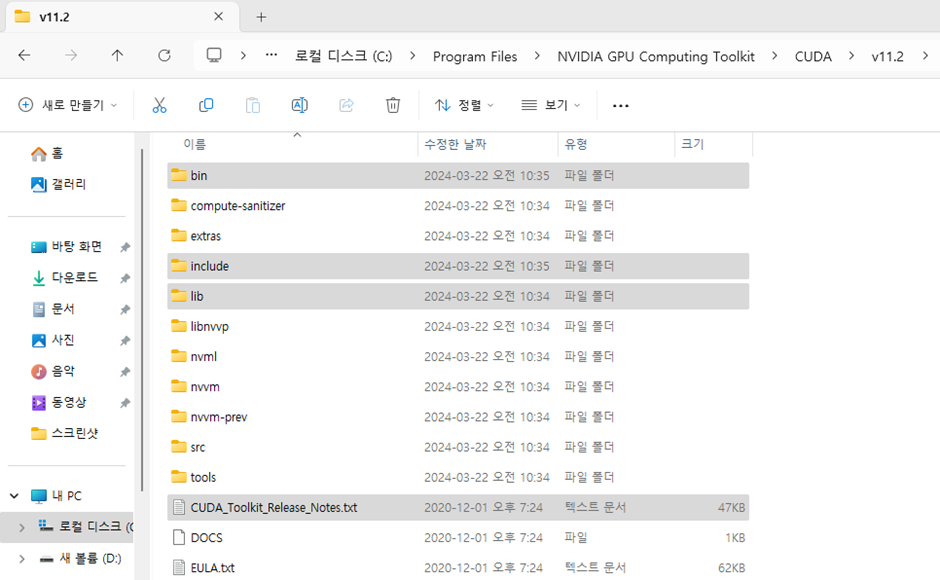 v11.2
로컬 디스크 (C:) > Program Files > NVIDIA GPU Computing Toolkit > CUDA > v11.2 >
새로 만들기 정렬 보기
이름 수정한 날짜 유형 크기
홈
갤러리
바탕 화면
다운로드
문서
사진
음악
동영상
스크린샷
내 PC
로컬 디스크 (C
새 볼륨 (D:)
bin 2024-03-22 오전 10:35 파일 폴더
compute-sanitizer 2024-03-22 오전 10:34 파일 폴더
extras 2024-03-22 오전 10:34 파일 폴더
include 2024-03-22 오전 10:35 파일 폴더
lib 2024-03-22 오전 10:34 파일 폴더
libnvvp 2024-03-22 오전 10:34 파일 폴더
nvml 2024-03-22 오전 10:34 파일 폴더
nvvm 2024-03-22 오전 10:34 파일 폴더
nvvm-prev 2024-03-22 오전 10:34 파일 폴더
src 2024-03-22 오전 10:34 파일 폴더
tools 2024-03-22 오전 10:34 파일 폴더
CUDA_Toolkit_Release_Notes.txt 2020-12-01 오후 7:24 텍스트 문서 47KB
DOCS 2020-12-01 오후 7:24 파일 1KB
EULA.txt 2020-12-01 오후 7:24 텍스트 문서 62KB